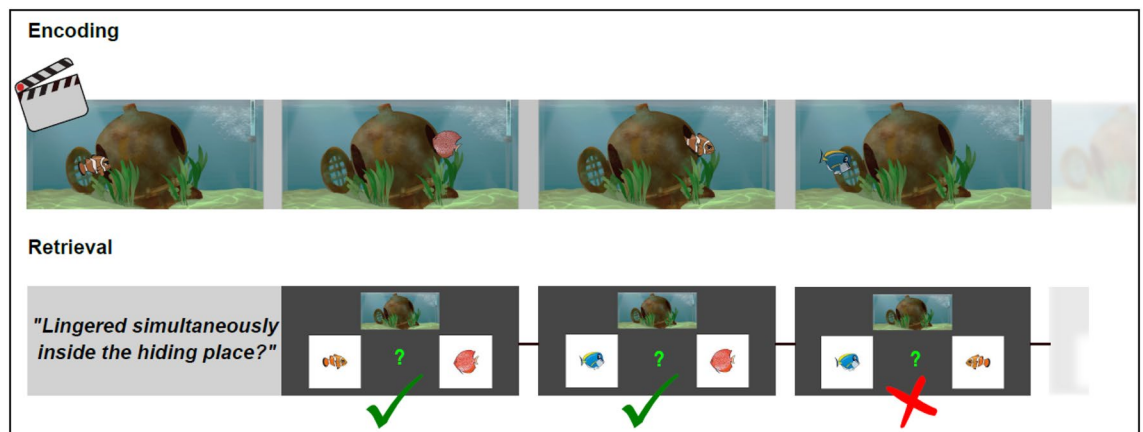 Encoding
Retrieval
"Lingered simultaneously
inside the hiding place?"
?
?
?